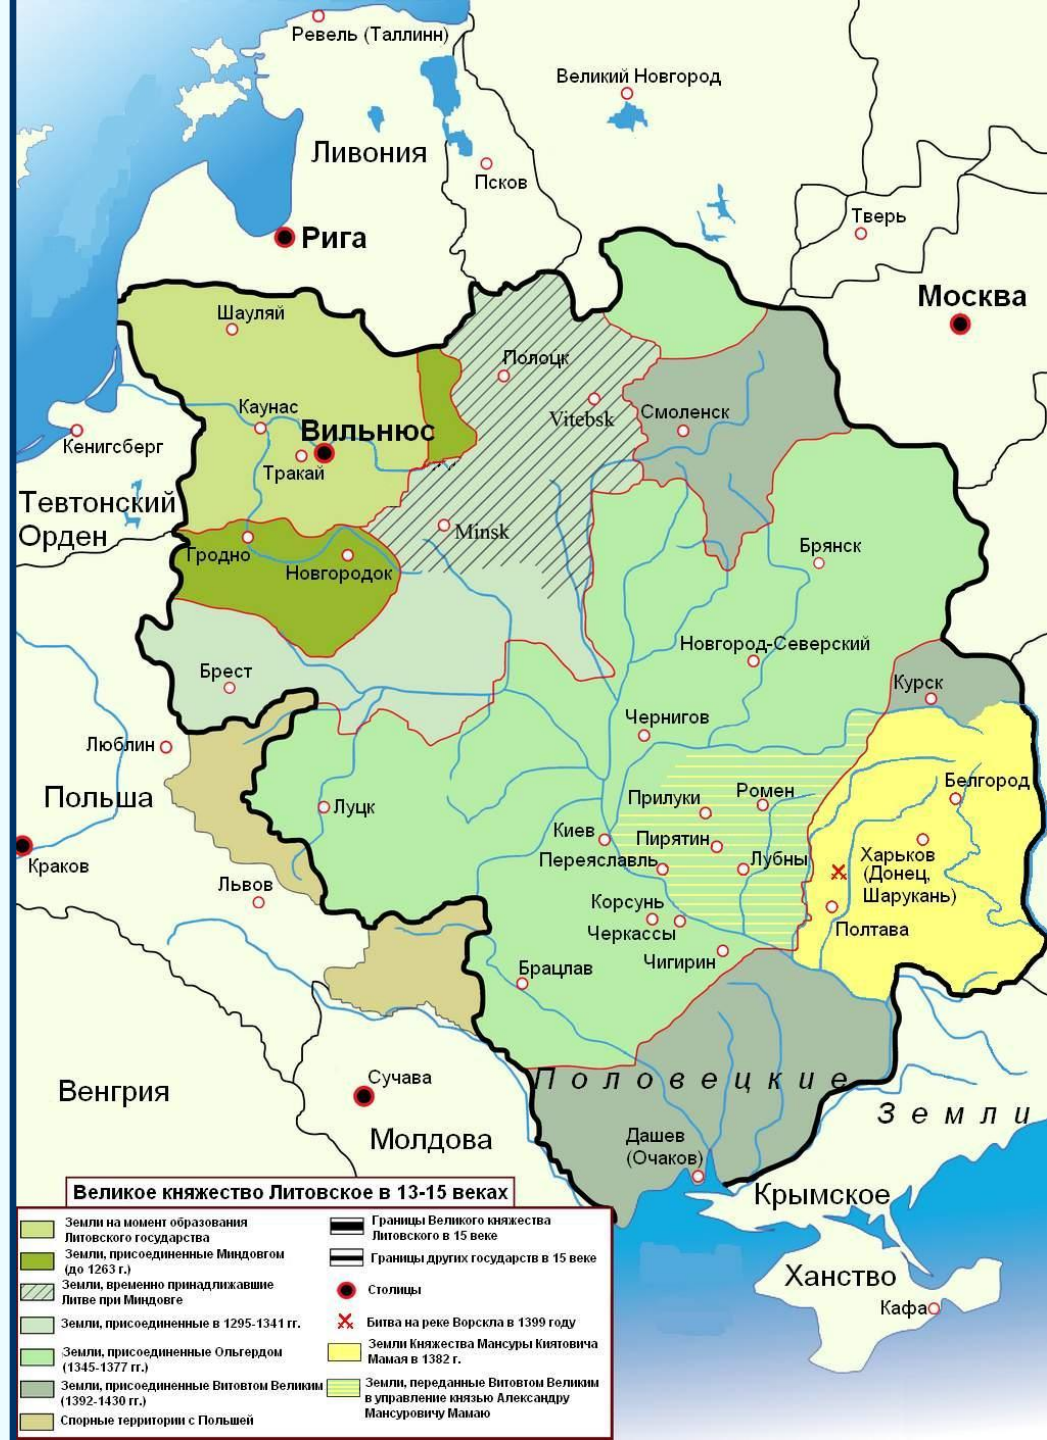 Ревель (Таллинн)
Великий Новгород
Ливония
Псков
Тверь
Рига
Москва
Шауляй
Полоцк
Каунас
Vitebsk
Смоленск
Вильнюс
Кенигсберг
Тракай
Тевтонский
Орден
Minsk
Гродно
Новгородок
Брянск
Новгород-Северский
Брест
Курск
Чернигов
Люблин
Польша
Луцк
Прилуки
Ромен
Белгород
Киев
Пирятин
Переяславль
Лубны
Харьков
(Донец,
Шарукань)
Краков
Львов
Корсунь
Черкассы
Полтава
Чигирин
Брацлав
Венгрия
Сучава
Половецкие
Земли
Молдова
Дашев
(Очаков)
Крымское
Ханство
Кафа
Великое княжество Литовское в 13-15 веках
Земли на момент образования
Литовского государства
Земли, присоединенные Миндовгом
(до 1263 г.)
Земли, временно принадлежавшие
Литве при Миндовге
Земли, присоединенные в 1295-1341 гг.
Земли, присоединенные Ольгердом
(1345-1377 гг.)
Земли, присоединенные Витовтом Великим
(1392-1430 гг.)
Спорные территории с Польшей
Границы Великого княжества
Литовского в 15 веке
Границы других государств в 15 веке
Столицы
Битва на реке Ворскла в 1399 году
Земли Княжества Мансуры Киятовича
Мамая в 1382 г.
Земли, переданные Витовтом Великим
в управление князью Александру
Мансуровичу Мамаю